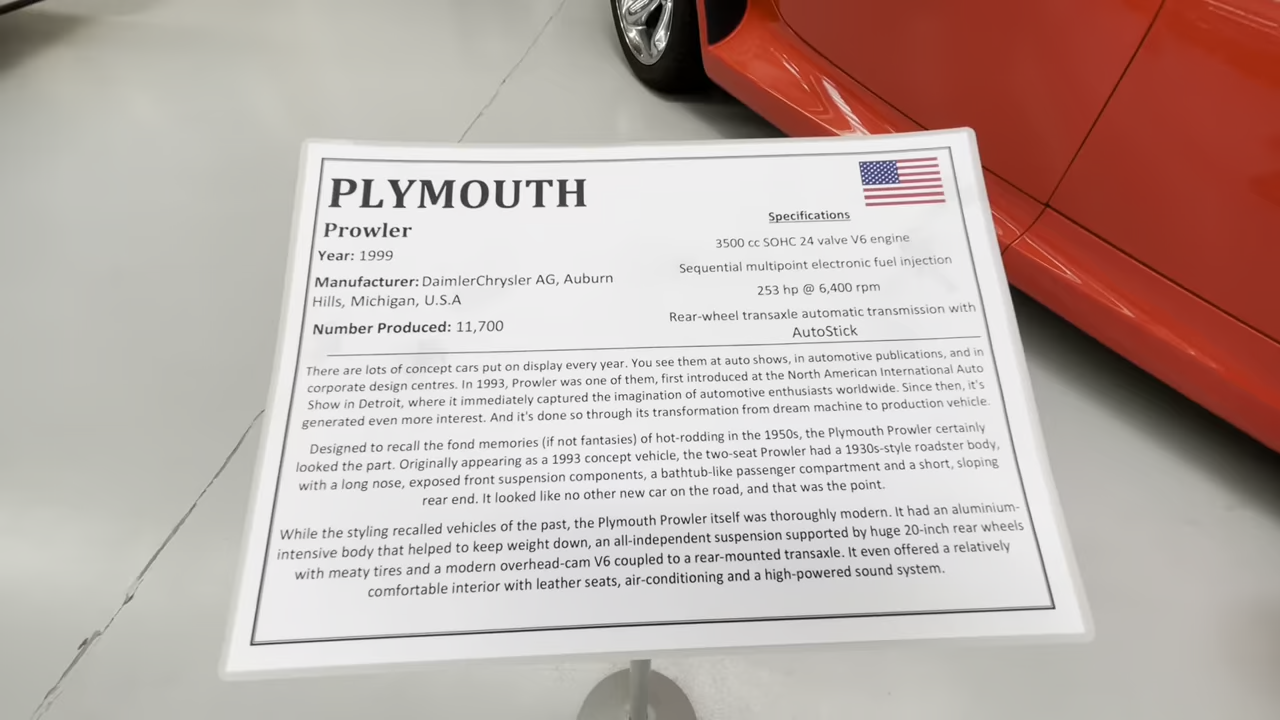 PLYMOUTH
Prowler
Year: 1999
Manufacturer: DaimlerChrysler AG, Auburn
Hills, Michigan, U.S.A
Number Produced: 11,700
Specifications
3500 cc SOHC 24 valve V6 engine
Sequential multipoint electronic fuel injection
253 hp @ 6,400 rpm
Rear-wheel transaxle automatic transmission with
AutoStick
There are lots of concept cars put on display every year. You see them at auto shows, in automotive publications, and in
corporate design centres. In 1993, Prowler was one of them, first introduced at the North American International Auto
Show in Detroit, where it immediately captured the imagination of automotive enthusiasts worldwide. Since then, it's
generated even more interest. And it's done so through its transformation from dream machine to production vehicle.
Designed to recall the fond memories (if not fantasies) of hot-rodding in the 1950s, the Plymouth Prowler certainly
looked the part. Originally appearing as a 1993 concept vehicle, the two-seat Prowler had a 1930s-style roadster body,
with a long nose, exposed front suspension components, a bathtub-like passenger compartment and a short, sloping
rear end. It looked like no other new car on the road, and that was the point.
While the styling recalled vehicles of the past, the Plymouth Prowler itself was thoroughly modern. It had an aluminium-
intensive body that helped to keep weight down, an all-independent suspension supported by huge 20-inch rear wheels
with meaty tires and a modern overhead-cam V6 coupled to a rear-mounted transaxle. It even offered a relatively
comfortable interior with leather seats, air-conditioning and a high-powered sound system.